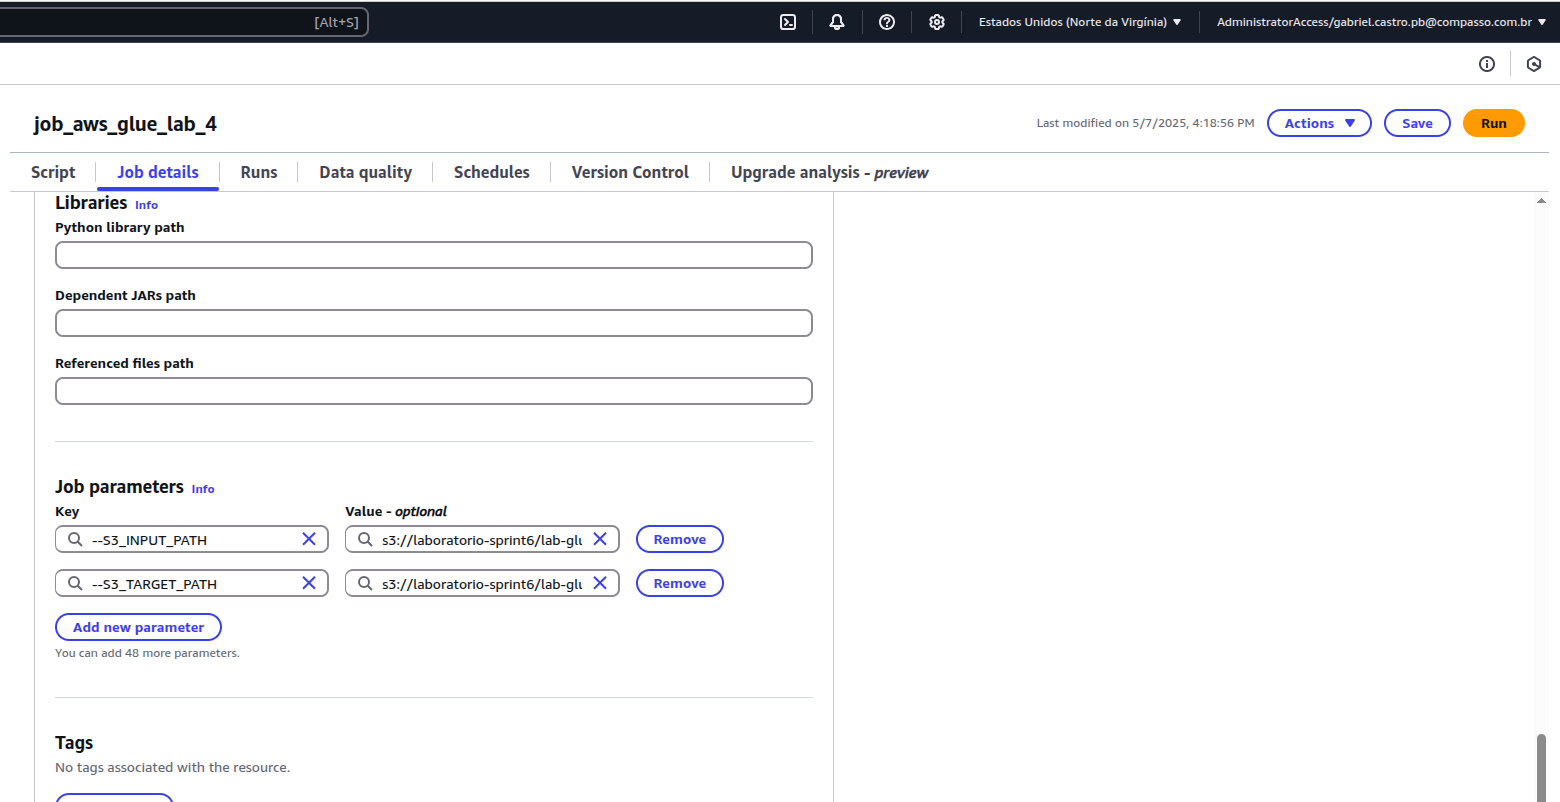 [Alt+S]
Estados Unidos (Norte da Virgínia)
AdministratorAccess/gabriel.castro.pb@compasso.com.br
job_aws_glue_lab_4
Last modified on 5/7/2025, 4:18:56 PM
Actions
Save
Run
Script
Job details
Runs
Data quality
Schedules
Version Control
Upgrade analysis - preview
Libraries Info
Python library path
Dependent JARs path
Referenced files path
Job parameters Info
Key
Value - optional
--S3_INPUT_PATH
s3://laboratorio-sprint6/lab-glu
Remove
--S3_TARGET_PATH
s3://laboratorio-sprint6/lab-glu
Remove
Add new parameter
You can add 48 more parameters.
Tags
No tags associated with the resource.